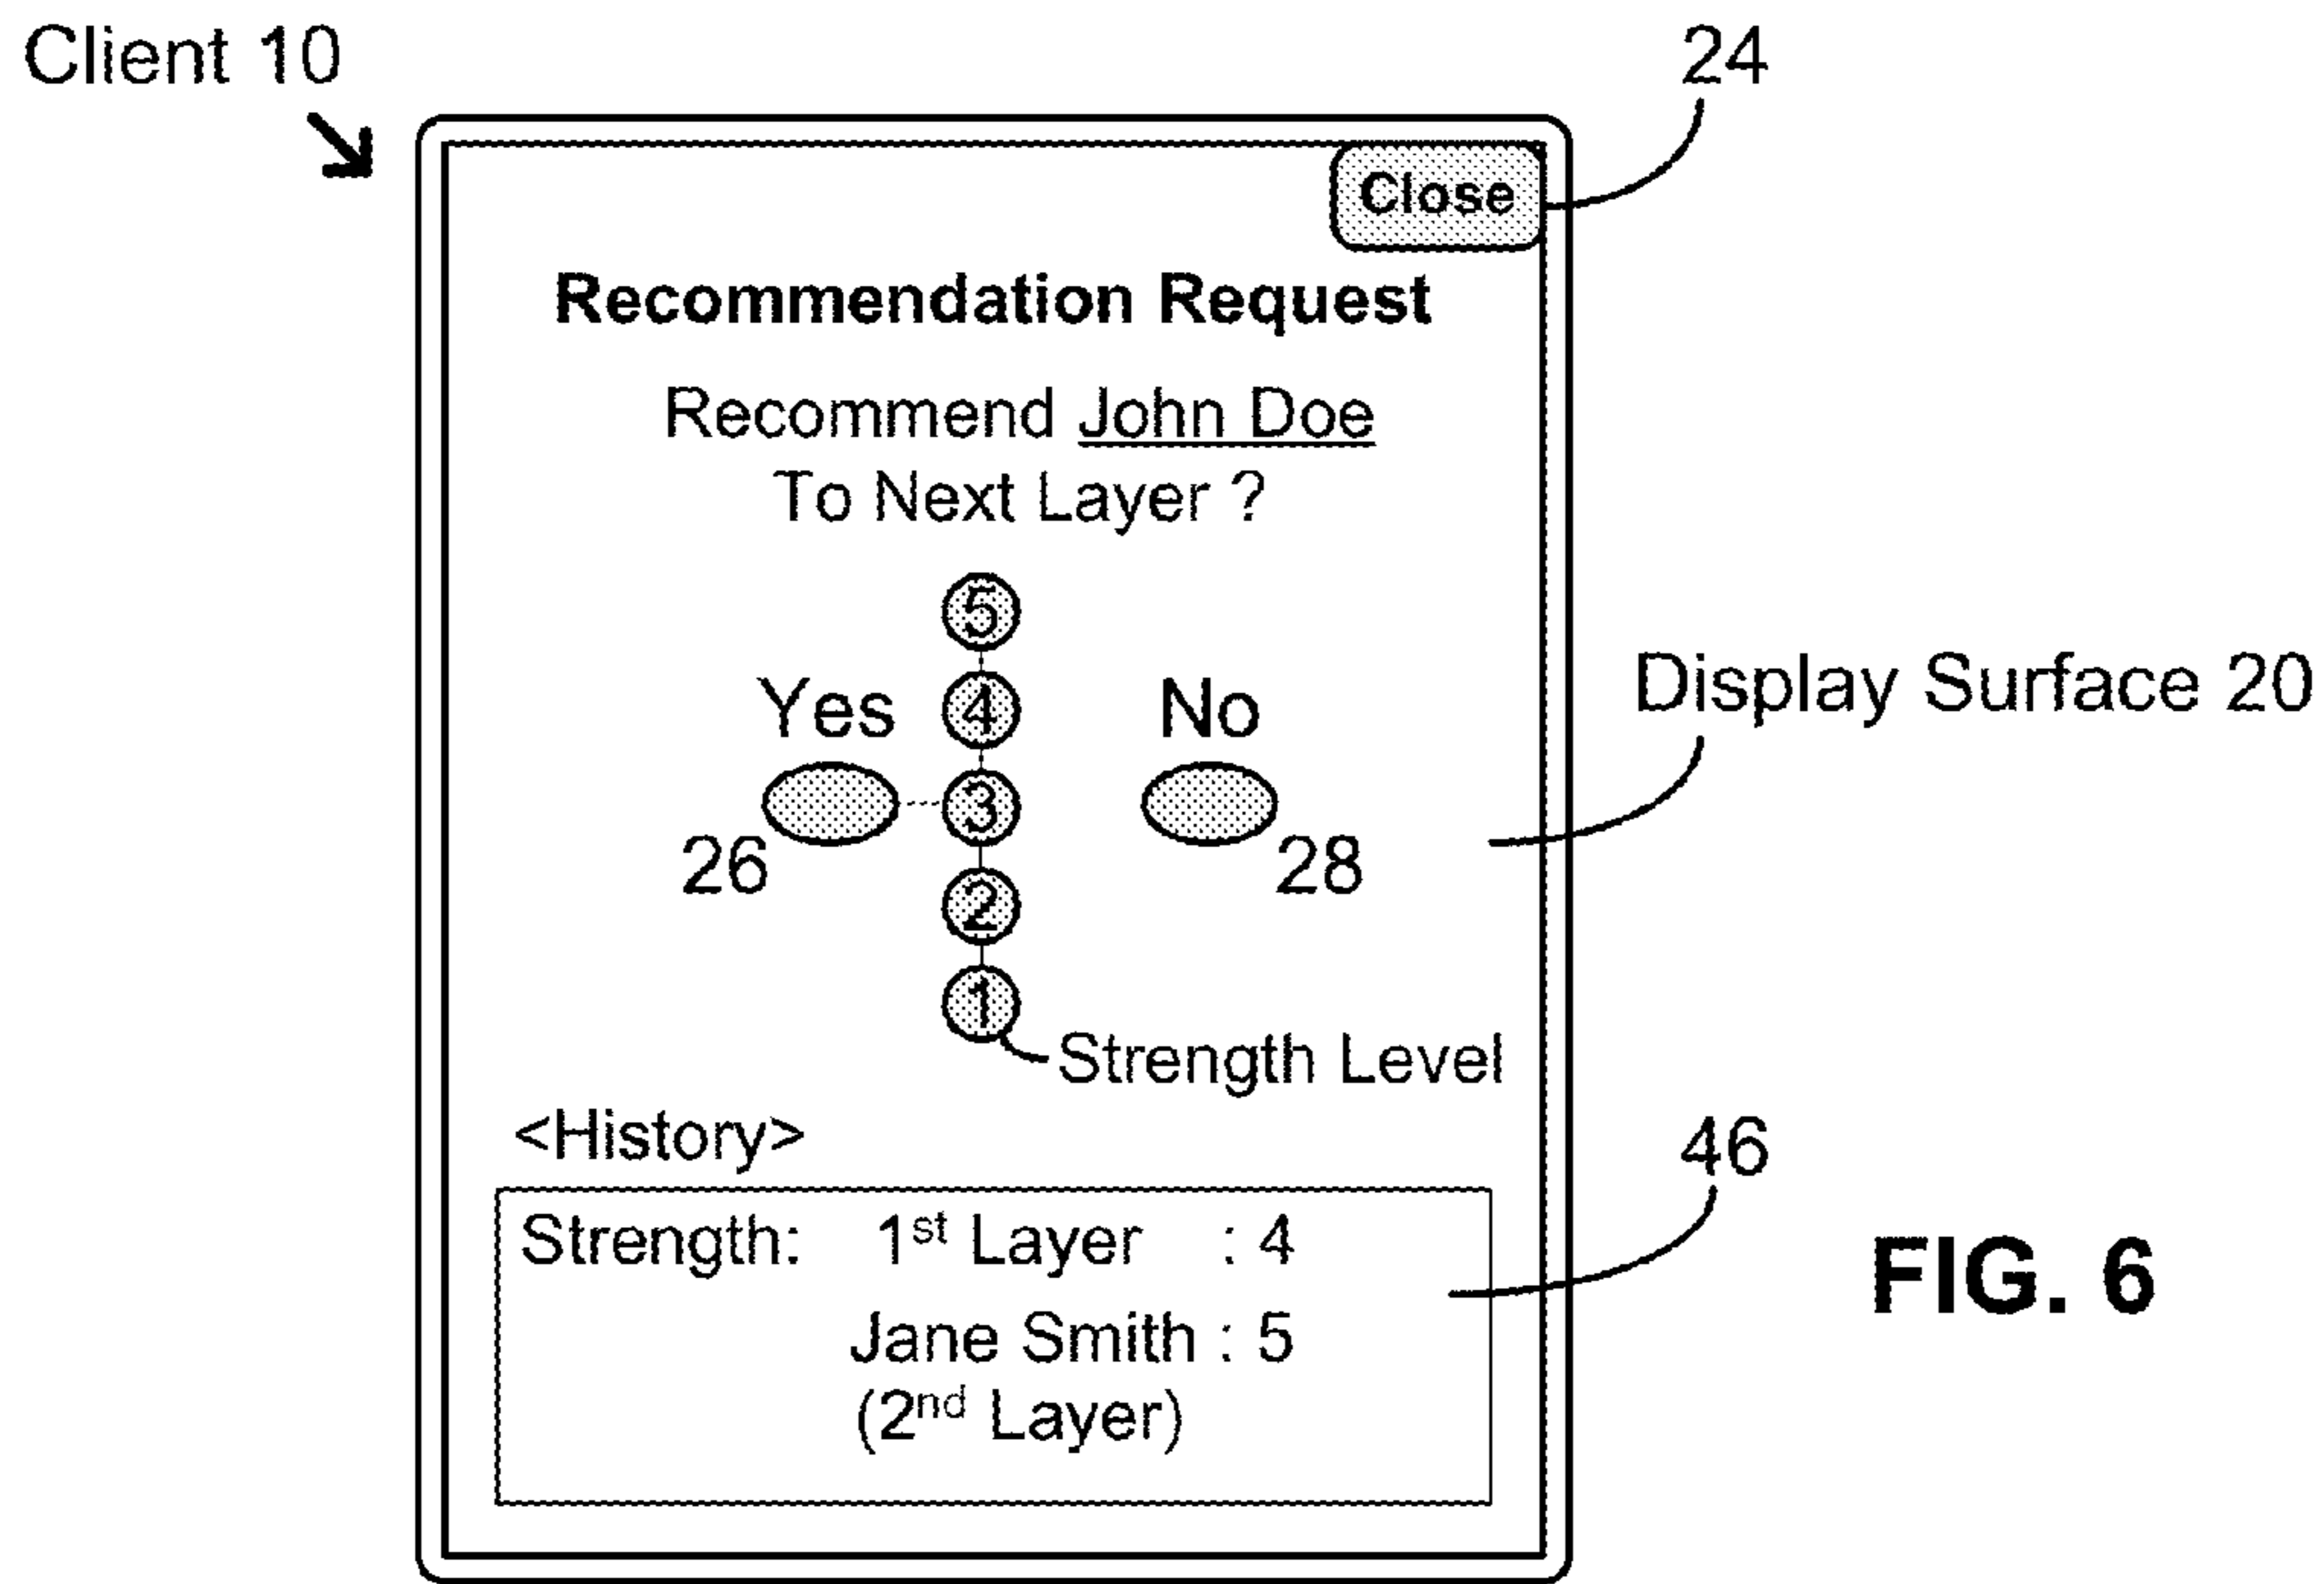 Client 10
24
Close
Recommendation Request
Recommend John Doe
To Next Layer ?
5
Yes
4
No
Display Surface 20
3
26
28
2
1
Strength Level
<History>
46
Strength: 1st Layer : 4
Jane Smith : 5
(2nd Layer)
FIG. 6